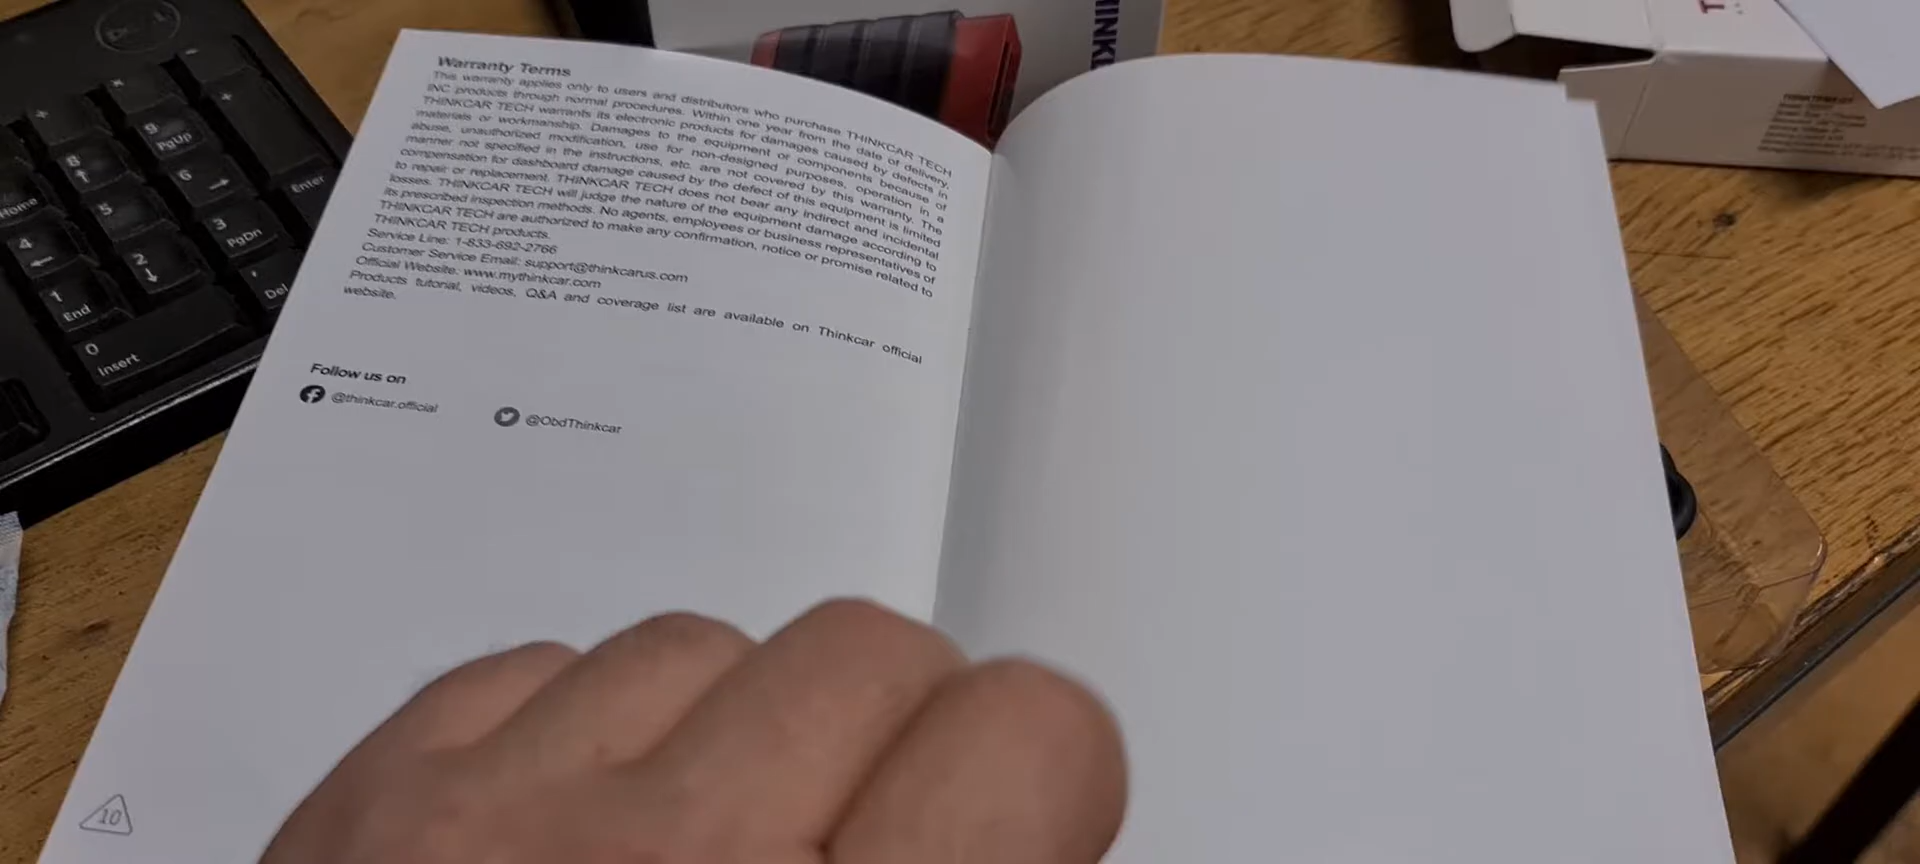 Warranty Terms
This warranty applies only to users and distributors who purchase THINKCAR TECH
INC products through normal procedures. Within one year from the date of delivery,
THINKCAR TECH warrants its electronic products for damages caused by defects in
materials or workmanship. Damages to the equipment or components because of
abuse, unauthorized modification, use for non-designed purposes, operation in a
manner not specified in the instructions, etc. are not covered by this warranty. The
compensation for dashboard damage caused by the defect of this equipment is limited
to repair or replacement. THINKCAR TECH does not bear any indirect and incidental
losses. THINKCAR TECH will judge the nature of the equipment damage according to
its prescribed inspection methods. No agents, employees or business representatives of
THINKCAR TECH are authorized to make any confirmation, notice or promise related to
THINKCAR TECH products.
Service Line: 1-833-692-2766
Customer Service Email: support@thinkcarus.com
Official Website: www.mythinkcar.com
Products tutorial, videos, Q&A and coverage list are available on Thinkcar official
website.
Follow us on
@thinkcar.official
@ObdThinkcar
10
-
*
+
+
9
PgUp
8
6
Enter
Home
5
4
3
PgDn
2
1
End
Del
0
Insert